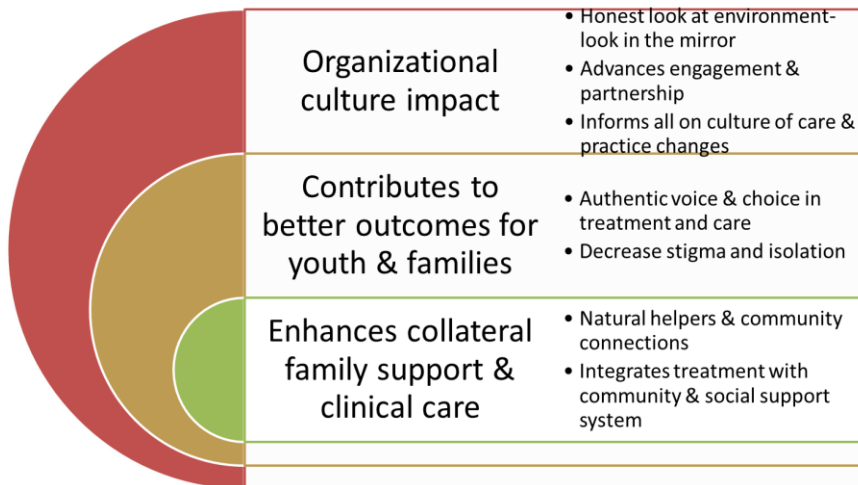 Organizational
culture impact
• Honest look at environment-
look in the mirror
• Advances engagement &
partnership
• Informs all on culture of care &
practice changes
Contributes to
better outcomes for
youth & families
• Authentic voice & choice in
treatment and care
• Decrease stigma and isolation
Enhances collateral
family support &
clinical care
• Natural helpers & community
connections
• Integrates treatment with
community & social support
system